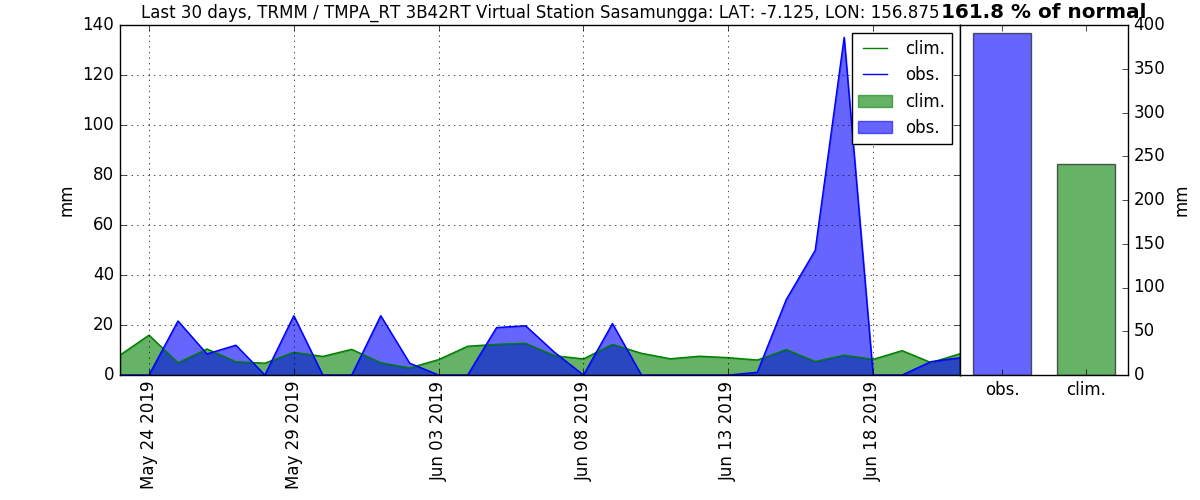 Last 30 days, TRMM / TMPA_RT 3B42RT Virtual Station Sasamungga: LAT: -7.125, LON: 156.875
161.8 % of normal
140
120
100
80
60
40
20
0
mm
clim.
obs.
clim.
obs.
May 24 2019
May 29 2019
Jun 03 2019
Jun 08 2019
Jun 13 2019
Jun 18 2019
400
350
300
250
200
150
100
50
0
mm
obs.
clim.